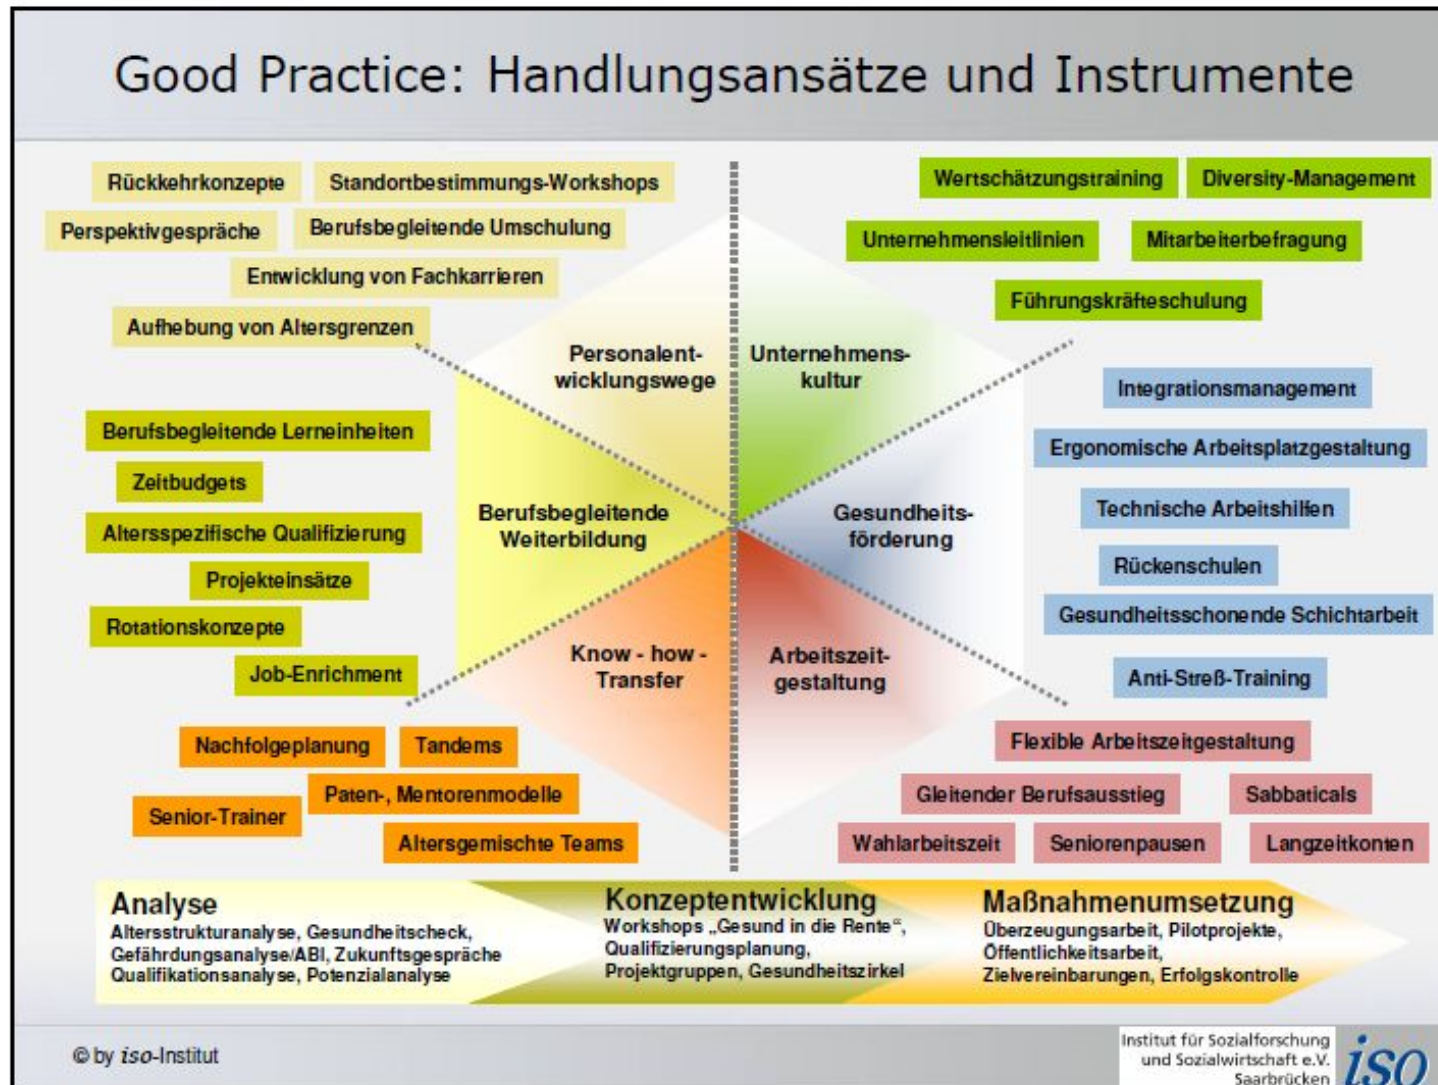 Good Practice: Handlungsansätze und Instrumente
Rückkehrkonzepte
Standortbestimmungs-Workshops
Perspektivgespräche
Berufsbegleitende Umschulung
Entwicklung von Fachkarrieren
Aufhebung von Altersgrenzen
Wertschätzungstraining
Diversity-Management
Unternehmensleitlinien
Mitarbeiterbefragung
Führungskräfteschulung
Personalent-
wicklungswege
Unternehmens-
kultur
Berufsbegleitende Lerneinheiten
Zeitbudgets
Altersspezifische Qualifizierung
Projekteinsätze
Rotationskonzepte
Job-Enrichment
Berufsbegleitende
Weiterbildung
Gesundheits-
förderung
Integrationsmanagement
Ergonomische Arbeitsplatzgestaltung
Technische Arbeitshilfen
Rückenschulen
Gesundheitsschonende Schichtarbeit
Anti-Streß-Training
Know - how -
Transfer
Arbeitszeit-
gestaltung
Nachfolgeplanung
Tandems
Paten-, Mentorenmodelle
Senior-Trainer
Altersgemischte Teams
Flexible Arbeitszeitgestaltung
Gleitender Berufsausstieg
Sabbaticals
Wahlarbeitszeit
Seniorenpausen
Langzeitkonten
Analyse
Altersstrukturanalyse, Gesundheitscheck,
Gefährdungsanalyse/ABI, Zukunftsgespräche
Qualifikationsanalyse, Potenzialanalyse
Konzeptentwicklung
Workshops „Gesund in die Rente“,
Qualifizierungsplanung,
Projektgruppen, Gesundheitszirkel
Maßnahmenumsetzung
Überzeugungsarbeit, Pilotprojekte,
Öffentlichkeitsarbeit,
Zielvereinbarungen, Erfolgskontrolle
© by iso-Institut
Institut für Sozialforschung
und Sozialwirtschaft e.V.
Saarbrücken
iso